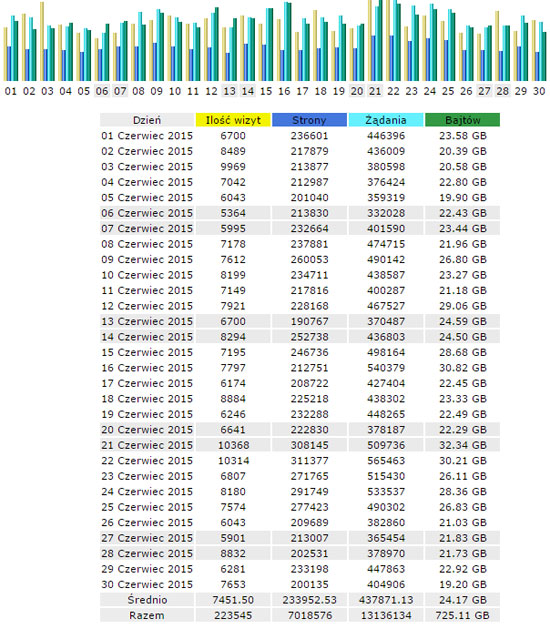 01 02 03 04 05 06 07 08 09 10 11 12 13 14 15 16 17 18 19 20 21 22 23 24 25 26 27 28 29 30
Dzień Ilość wizyt Strony Żądania Bajtów
01 Czerwiec 2015 6700 236601 446396 23.58 GB
02 Czerwiec 2015 8489 217879 436009 20.39 GB
03 Czerwiec 2015 9969 213877 380598 20.58 GB
04 Czerwiec 2015 7042 212987 376424 22.80 GB
05 Czerwiec 2015 6043 201040 359319 19.90 GB
06 Czerwiec 2015 5364 213830 332028 22.43 GB
07 Czerwiec 2015 5995 232664 401590 23.44 GB
08 Czerwiec 2015 7178 237881 474715 21.96 GB
09 Czerwiec 2015 7612 260053 490142 26.80 GB
10 Czerwiec 2015 8199 234711 438587 23.27 GB
11 Czerwiec 2015 7149 217816 400287 21.18 GB
12 Czerwiec 2015 7921 228168 467527 29.06 GB
13 Czerwiec 2015 6700 190767 370487 24.59 GB
14 Czerwiec 2015 8294 252738 436803 24.50 GB
15 Czerwiec 2015 7195 246736 498164 28.68 GB
16 Czerwiec 2015 7797 212751 540379 30.82 GB
17 Czerwiec 2015 6174 208722 427404 22.45 GB
18 Czerwiec 2015 8884 225218 438302 23.33 GB
19 Czerwiec 2015 6246 232288 448265 22.49 GB
20 Czerwiec 2015 6641 222830 378187 22.29 GB
21 Czerwiec 2015 10368 308145 509736 32.34 GB
22 Czerwiec 2015 10314 311377 565463 30.21 GB
23 Czerwiec 2015 6807 271765 515430 26.11 GB
24 Czerwiec 2015 8180 291749 533537 28.36 GB
25 Czerwiec 2015 7574 277423 490302 26.83 GB
26 Czerwiec 2015 6043 209689 382860 21.03 GB
27 Czerwiec 2015 5901 213007 365454 21.83 GB
28 Czerwiec 2015 8832 202531 378970 21.73 GB
29 Czerwiec 2015 6281 233198 447863 22.92 GB
30 Czerwiec 2015 7653 200135 404906 19.20 GB
Średnio 7451.50 233952.53 437871.13 24.17 GB
Razem 223545 7018576 13136134 725.11 GB